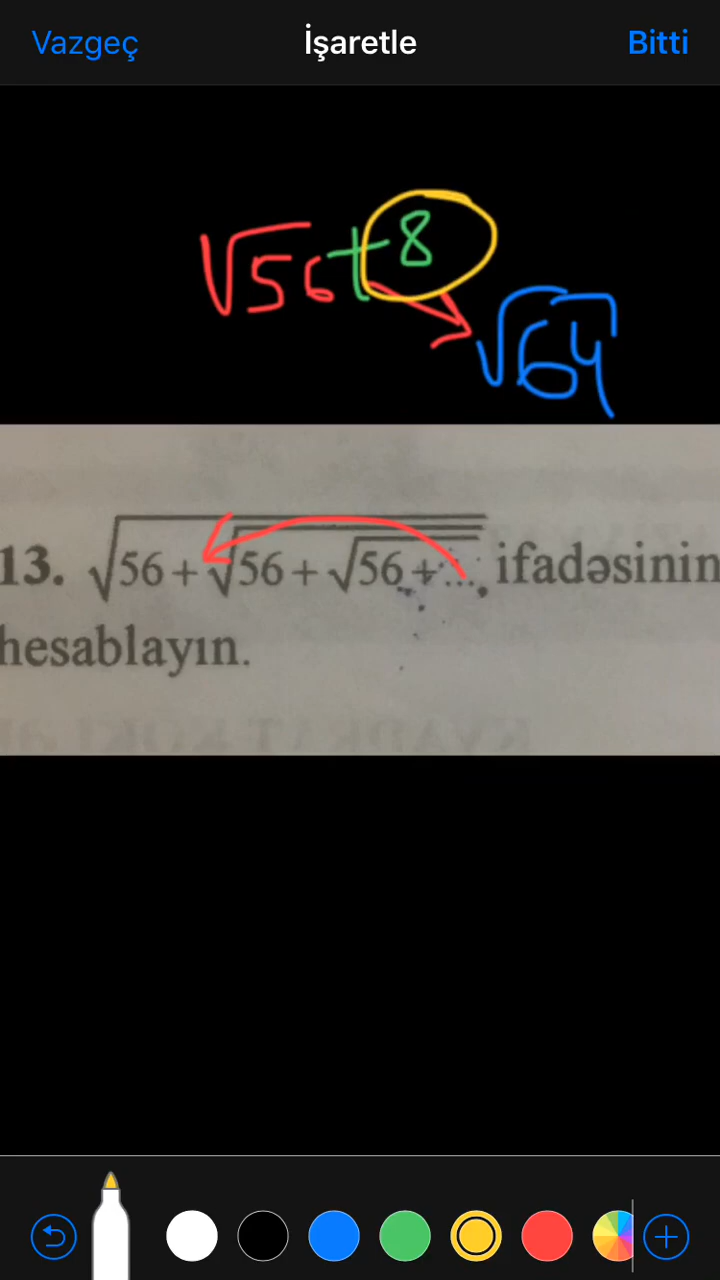 Vazgeç İşaretle Bitti
√56+8
√64
13. √56+√56+√56+... ifadəsinin
hesablayın.